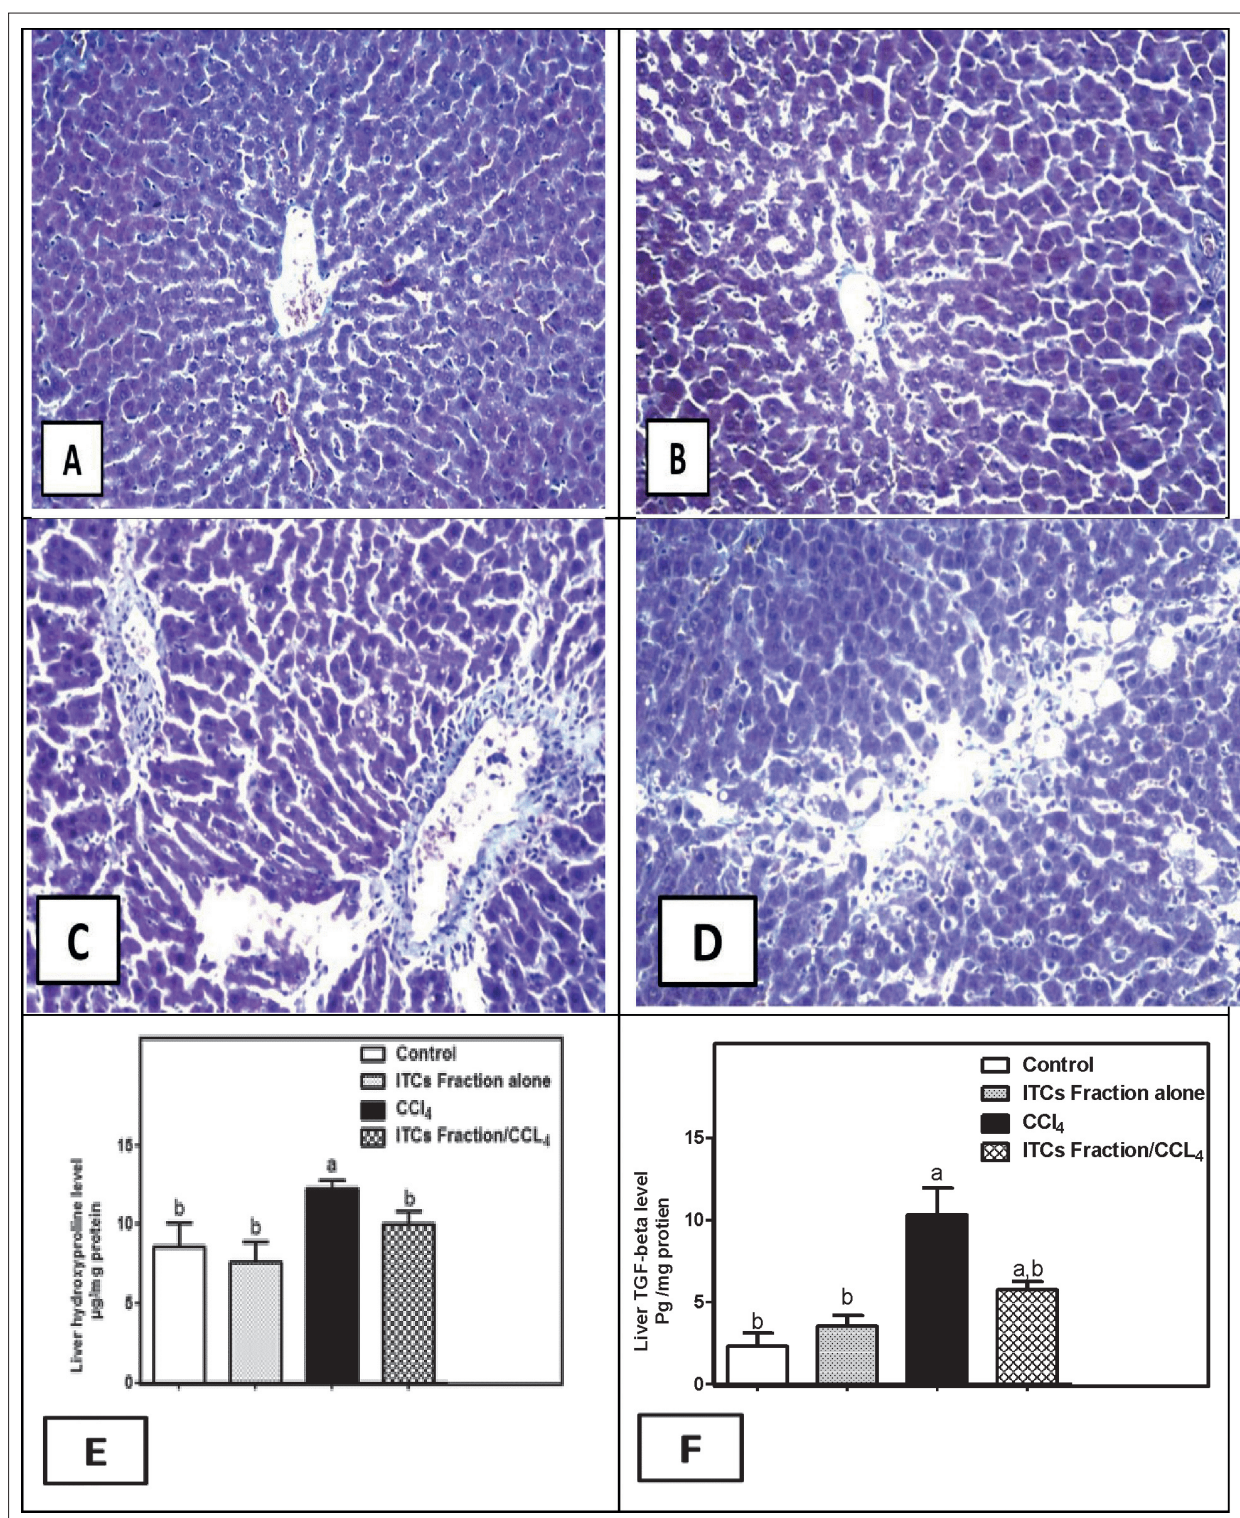 A
B
C
D
Control
ITCs Fraction alone
CCl4
ITCs Fraction/CCL4
15
10
5
0
Liver hydroxyproline level
µg/mg protein
b
b
a
b
E
Control
ITCs Fraction alone
CCl4
ITCs Fraction/CCL4
15
10
5
0
Liver TGF-beta level
Pg /mg protien
b
b
a
a,b
F